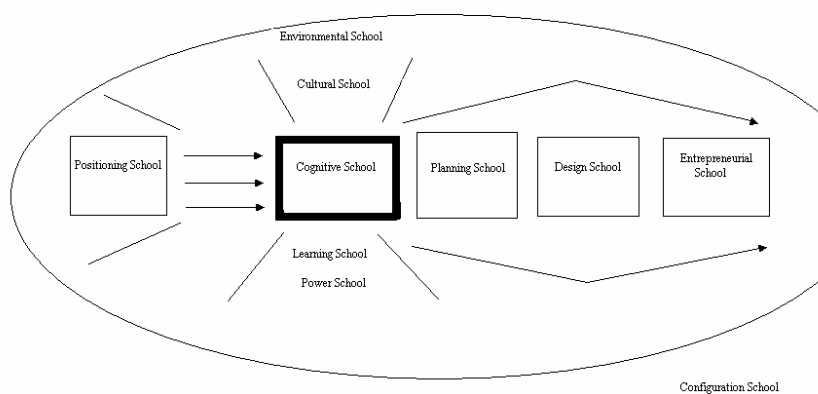 Environmental School
Cultural School
Positioning School
Cognitive School
Planning School
Design School
Entrepreneurial
School
Learning School
Power School
Configuration School